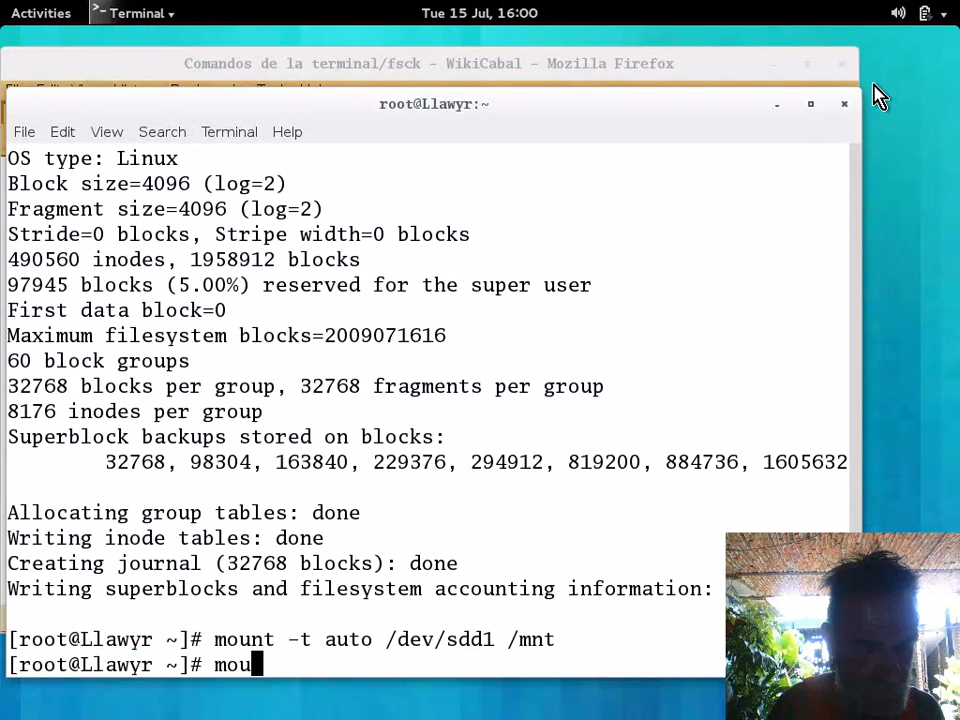 Activities Terminal Tue 15 Jul, 16:00
Comandos de la terminal/fsck - WikiCabal - Mozilla Firefox
root@Llawyr:~
File Edit View Search Terminal Help
OS type: Linux
Block size=4096 (log=2)
Fragment size=4096 (log=2)
Stride=0 blocks, Stripe width=0 blocks
490560 inodes, 1958912 blocks
97945 blocks (5.00%) reserved for the super user
First data block=0
Maximum filesystem blocks=2009071616
60 block groups
32768 blocks per group, 32768 fragments per group
8176 inodes per group
Superblock backups stored on blocks:
32768, 98304, 163840, 229376, 294912, 819200, 884736, 1605632
Allocating group tables: done
Writing inode tables: done
Creating journal (32768 blocks): done
Writing superblocks and filesystem accounting information:
[root@Llawyr ~]# mount -t auto /dev/sdd1 /mnt
[root@Llawyr ~]# mou